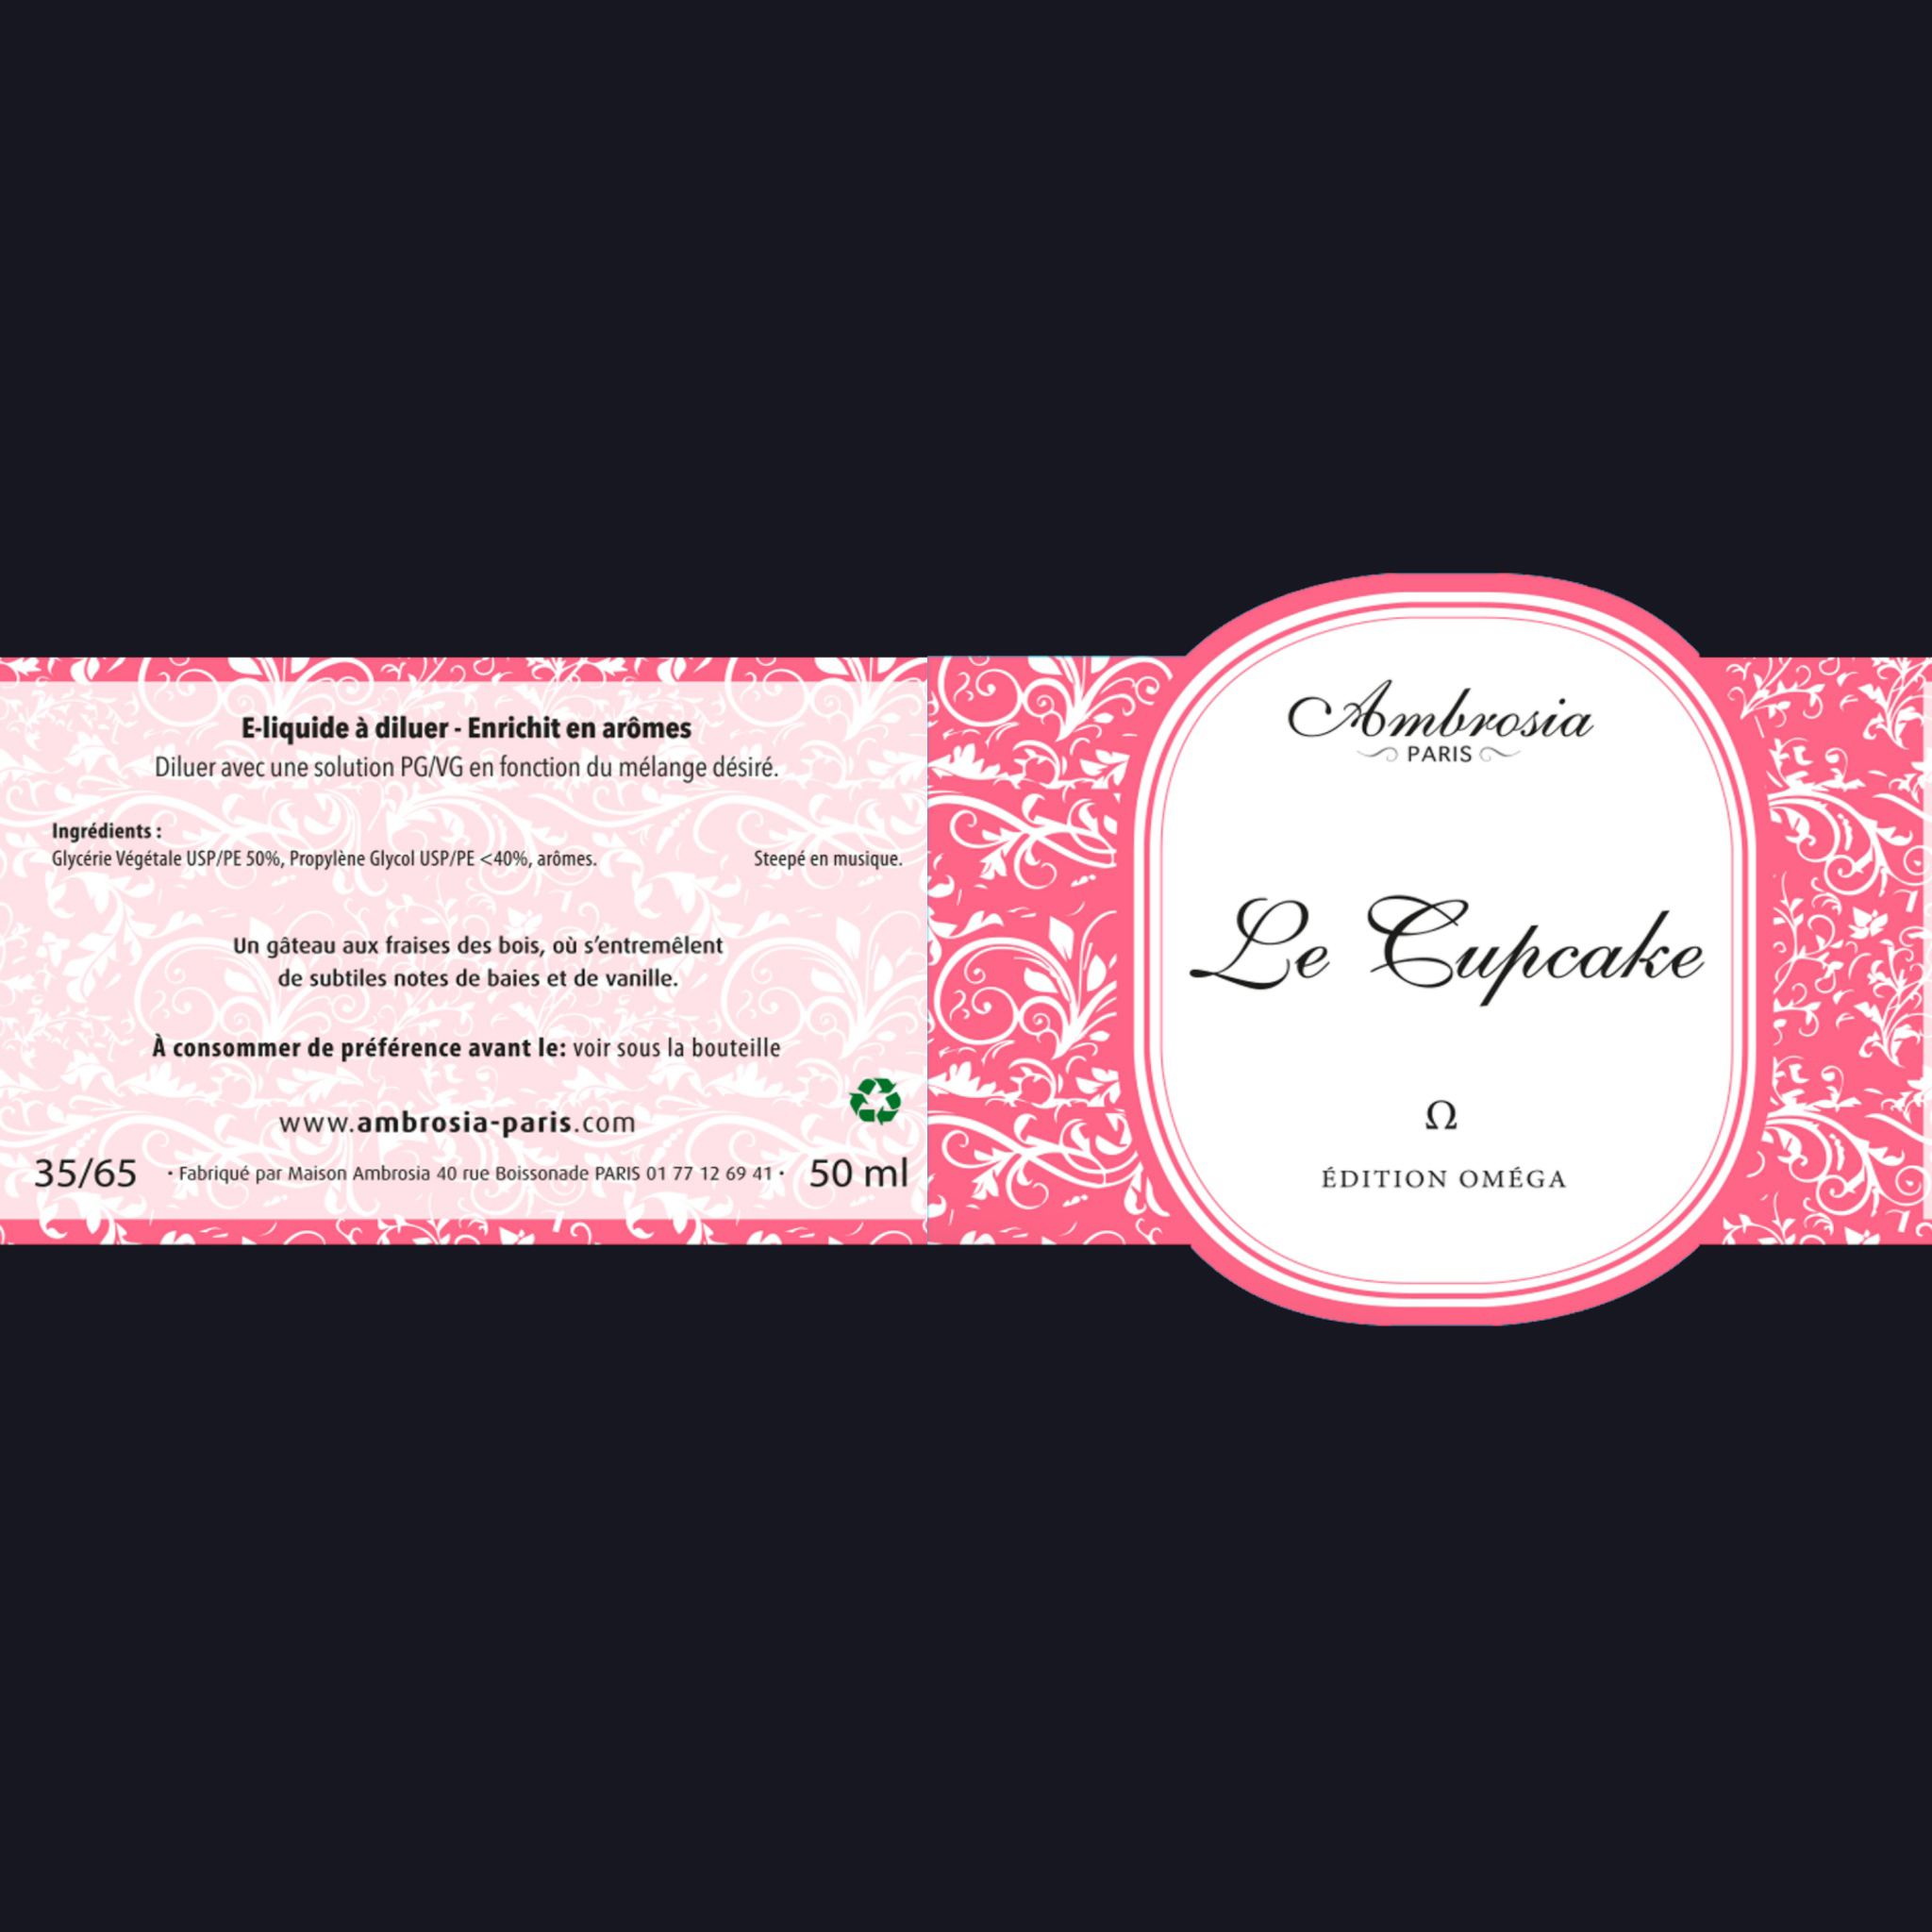 E-liquide à diluer - Enrichit en arômes
Diluer avec une solution PG/VG en fonction du mélange désiré.
Ingrédients :
Glycérie Végétale USP/PE 50%, Propylène Glycol USP/PE <40%, arômes.
Steepé en musique.
Un gâteau aux fraises des bois, où s’entremêlent
de subtiles notes de baies et de vanille.
À consommer de préférence avant le: voir sous la bouteille
www.ambrosia-paris.com
35/65
• Fabriqué par Maison Ambrosia 40 rue Boissonade PARIS 01 77 12 69 41 •
50 ml
Ambrosia
PARIS
Le Cupcake
Ω
ÉDITION OMÉGA